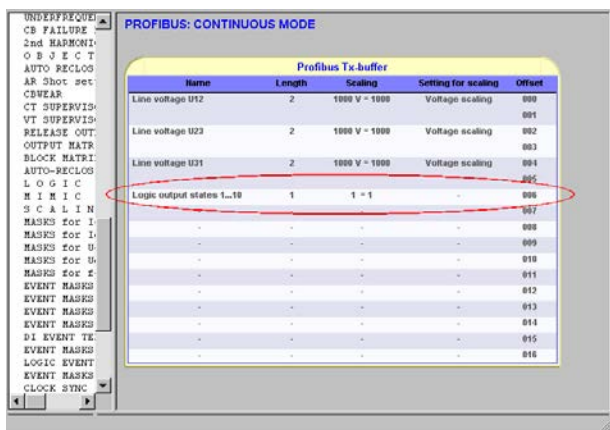 UNDERFREQUEN
CB FAILURE
2nd HARMONI
O B J E C T
AUTO RECLOS
AR Shot set
CBWEAR
CT SUPERVIS
VT SUPERVIS
RELEASE OUT
OUTPUT MATR
BLOCK MATRI
AUTO-RECLOS
L O G I C
M I M I C
S C A L I N
MASKS for I
MASKS for I
MASKS for U
MASKS for U
MASKS for f
EVENT MASKS
EVENT MASKS
EVENT MASKS
EVENT MASKS
DI EVENT TE
EVENT MASKS
LOGIC EVENT
EVENT MASKS
CLOCK SYNC
PROFIBUS: CONTINUOUS MODE
Profibus Tx-buffer
Name Length Scaling Setting for scaling Offset
Line voltage U12 2 1000 V = 1000 Voltage scaling 000
001
Line voltage U23 2 1000 V = 1000 Voltage scaling 002
003
Line voltage U31 2 1000 V = 1000 Voltage scaling 004
005
Logic output states 1...10 1 1 = 1 - 006
- - - - 007
- - - - 008
- - - - 009
- - - - 010
- - - - 011
- - - - 012
- - - - 013
- - - - 014
- - - - 015
- - - - 016